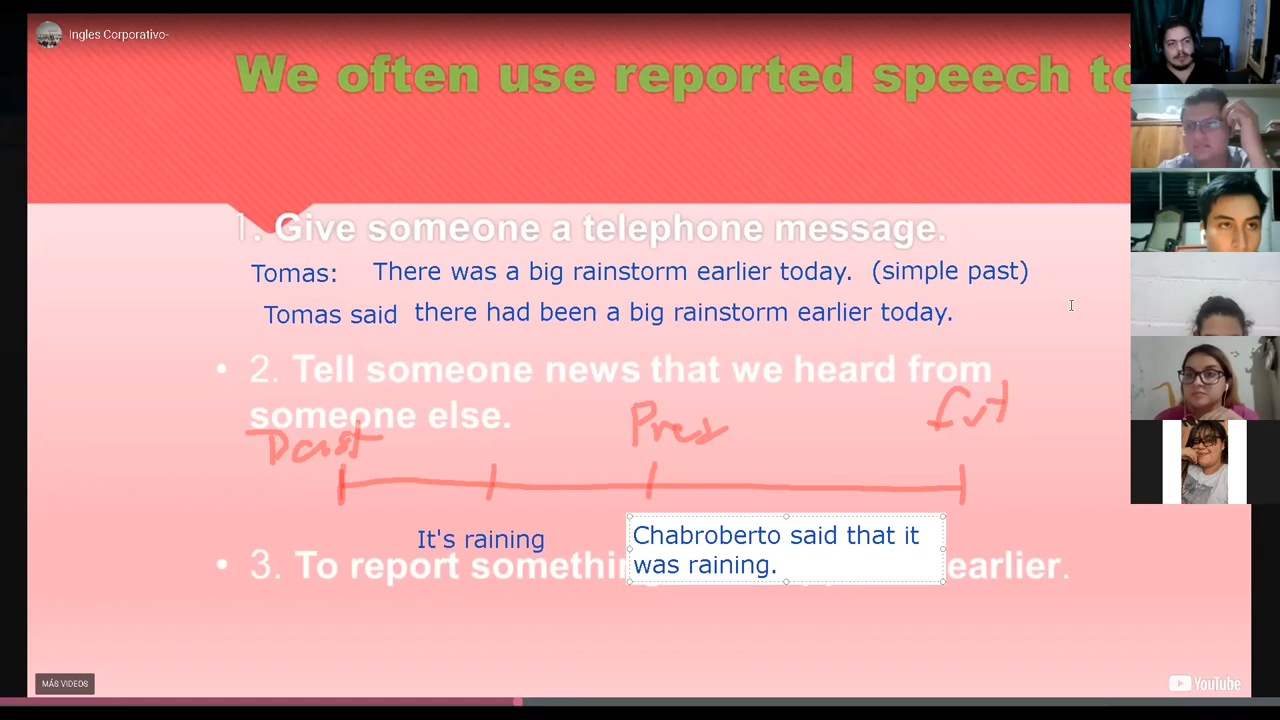 Ingles Corporativo-
We often use reported speech to
1. Give someone a telephone message.
Tomas: There was a big rainstorm earlier today. (simple past)
Tomas said there had been a big rainstorm earlier today.
• 2. Tell someone news that we heard from
someone else.
Past Pres fut
It's raining
Chabroberto said that it
was raining.
• 3. To report earlier.
MÁS VIDEOS
YouTube